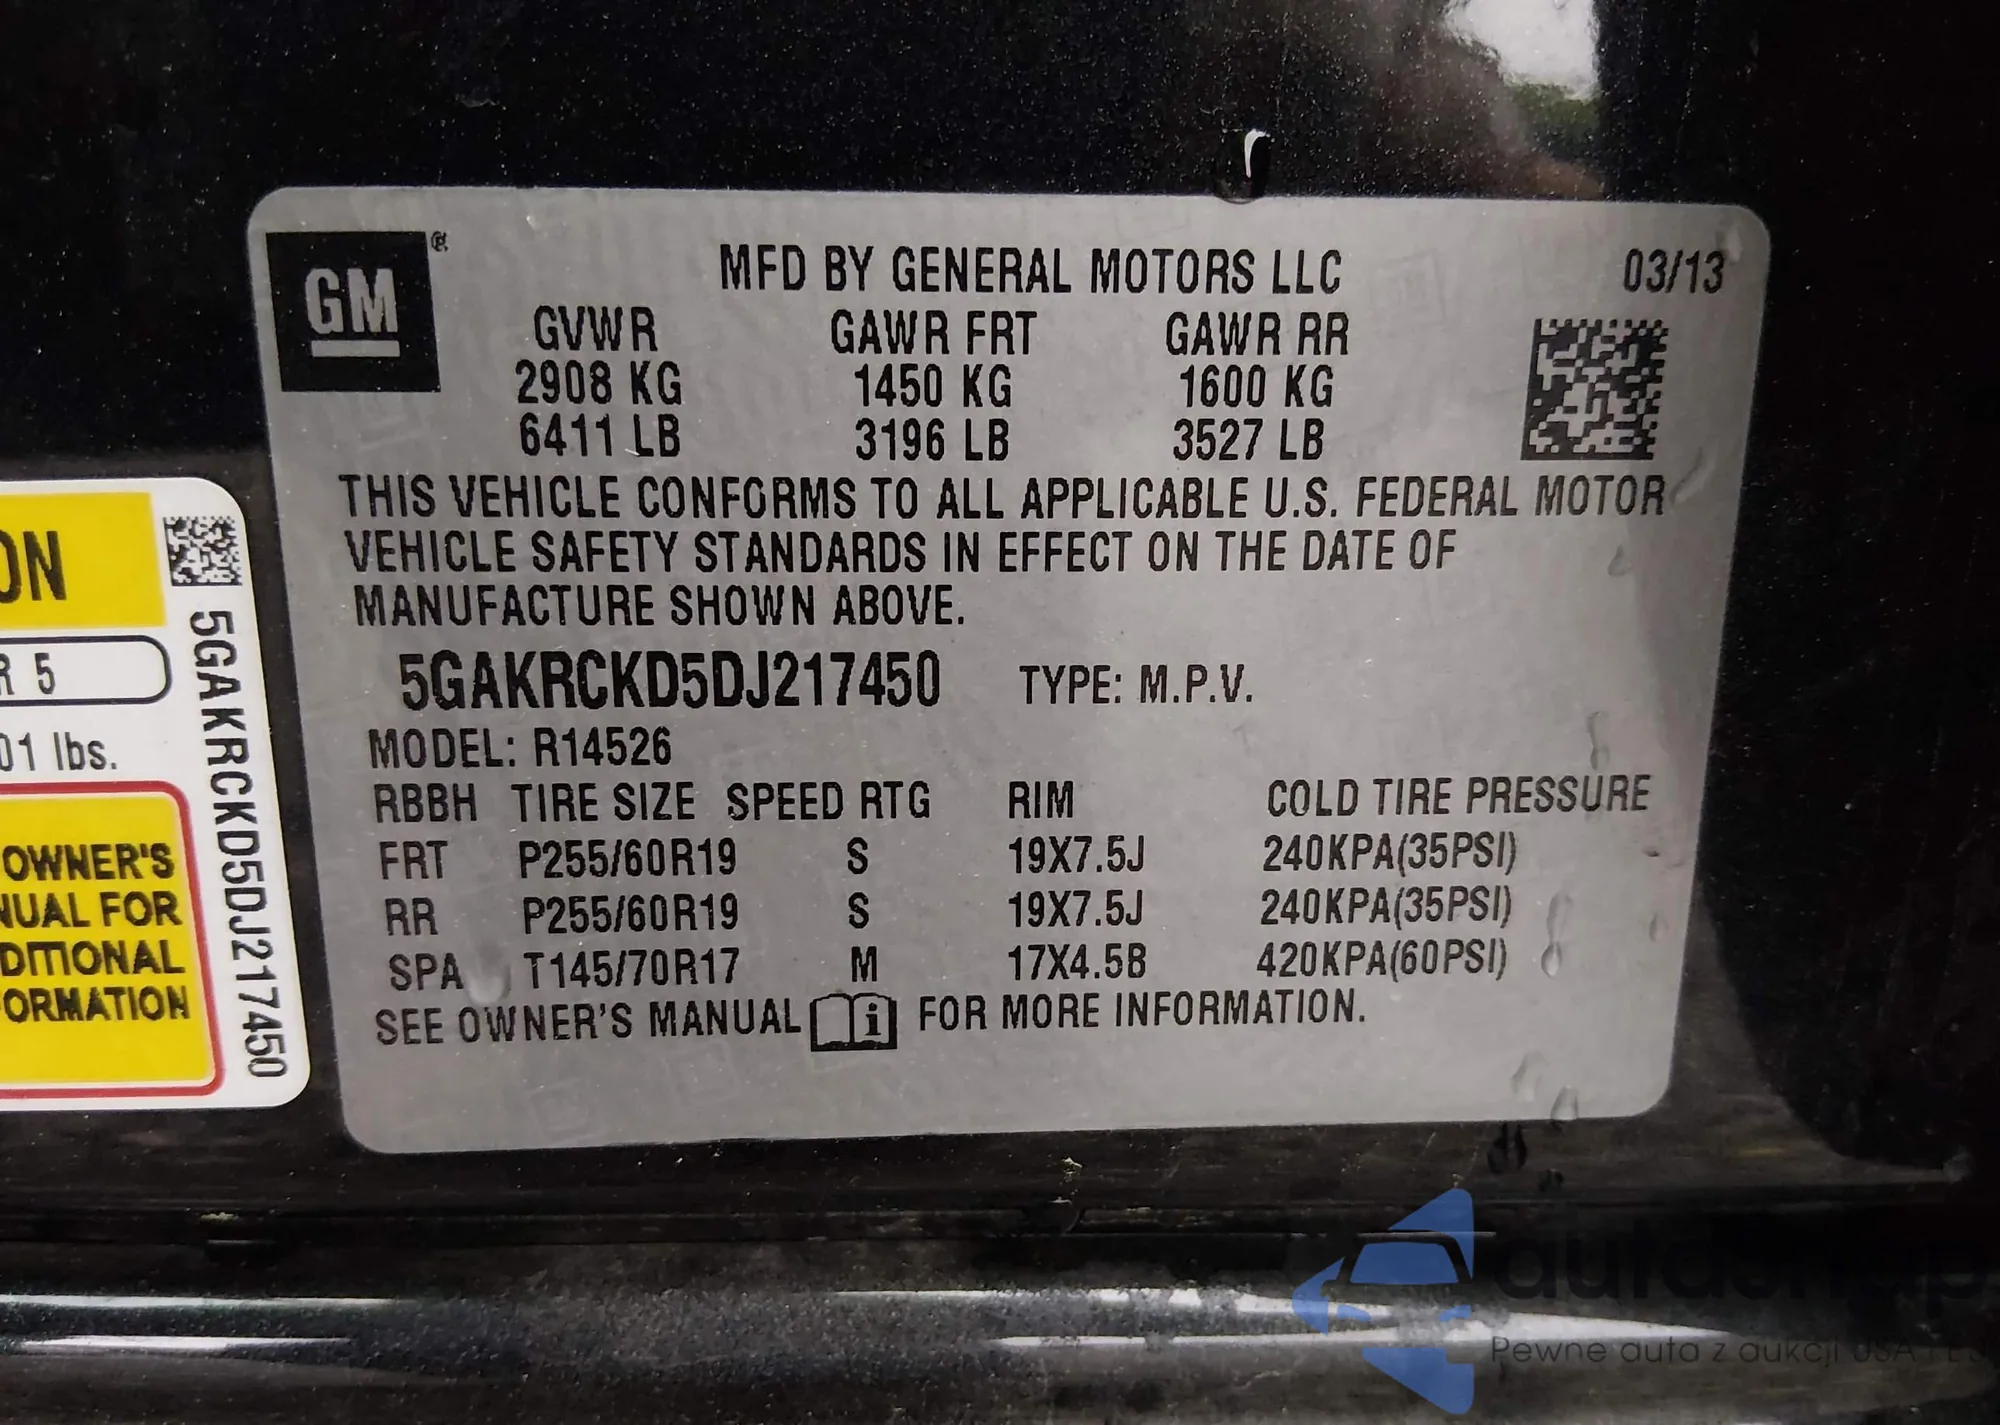 GM
MFD BY GENERAL MOTORS LLC 03/13
GVWR GAWR FRT GAWR RR
2908 KG 1450 KG 1600 KG
6411 LB 3196 LB 3527 LB
THIS VEHICLE CONFORMS TO ALL APPLICABLE U.S. FEDERAL MOTOR
VEHICLE SAFETY STANDARDS IN EFFECT ON THE DATE OF
MANUFACTURE SHOWN ABOVE.
5GAKRCKD5DJ217450 TYPE: M.P.V.
MODEL: R14526
RBBH TIRE SIZE SPEED RTG RIM COLD TIRE PRESSURE
FRT P255/60R19 S 19X7.5J 240KPA(35PSI)
RR P255/60R19 S 19X7.5J 240KPA(35PSI)
SPA T145/70R17 M 17X4.5B 420KPA(60PSI)
SEE OWNER'S MANUAL i FOR MORE INFORMATION.
ON
R 5
01 lbs.
OWNER'S
NUAL FOR
DITIONAL
FORMATION
5GAKRCKD5DJ217450
Pewne auta z aukcji USA